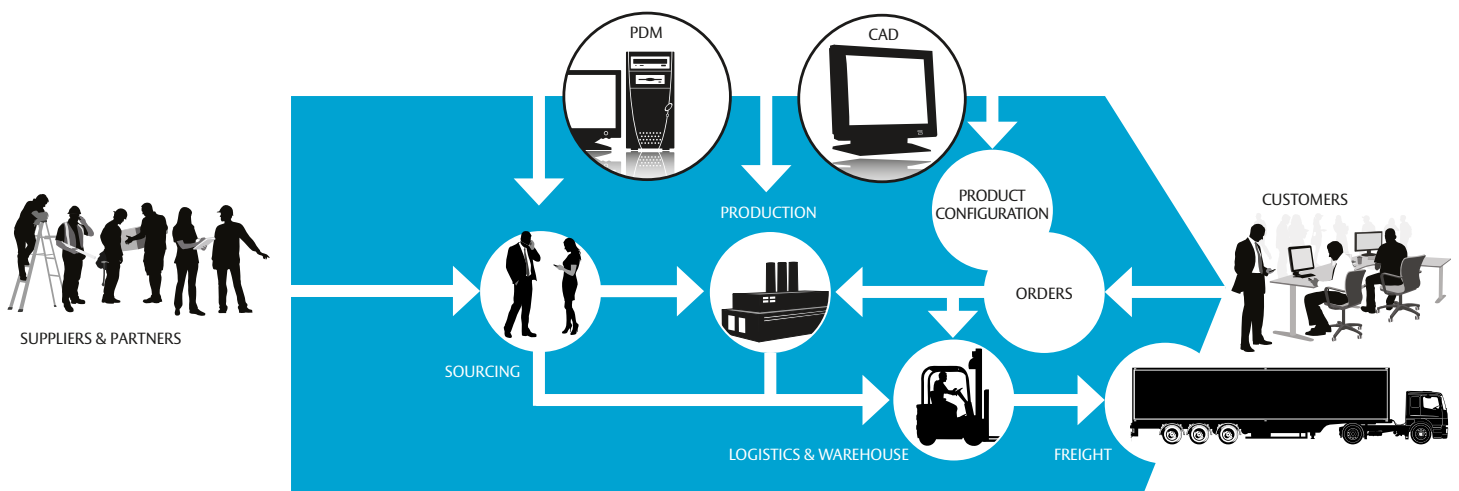 PDM
CAD
PRODUCT
CONFIGURATION
CUSTOMERS
PRODUCTION
ORDERS
SUPPLIERS & PARTNERS
SOURCING
LOGISTICS & WAREHOUSE
FREIGHT